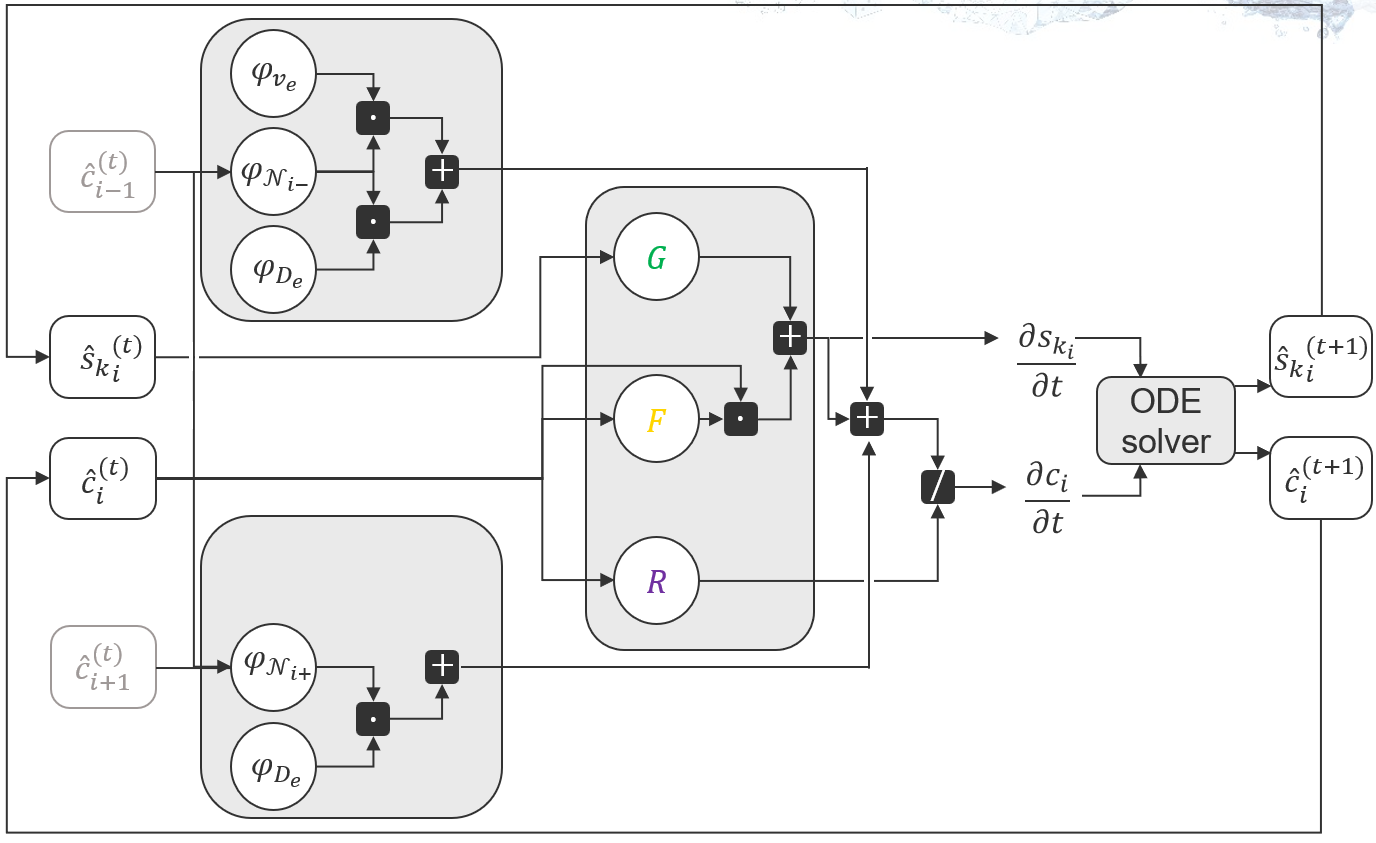 φ_{v_e}
ĉ_{i−1}^{(t)}
φ_{𝒩_{i−}}
+
φ_{D_e}
G
ŝ_{k_i}^{(t)}
+
∂s_{k_i}
∂t
ŝ_{k_i}^{(t+1)}
F
+
ODE
solver
ĉ_i^{(t)}
/
∂c_i
∂t
ĉ_i^{(t+1)}
R
ĉ_{i+1}^{(t)}
φ_{𝒩_{i+}}
+
φ_{D_e}